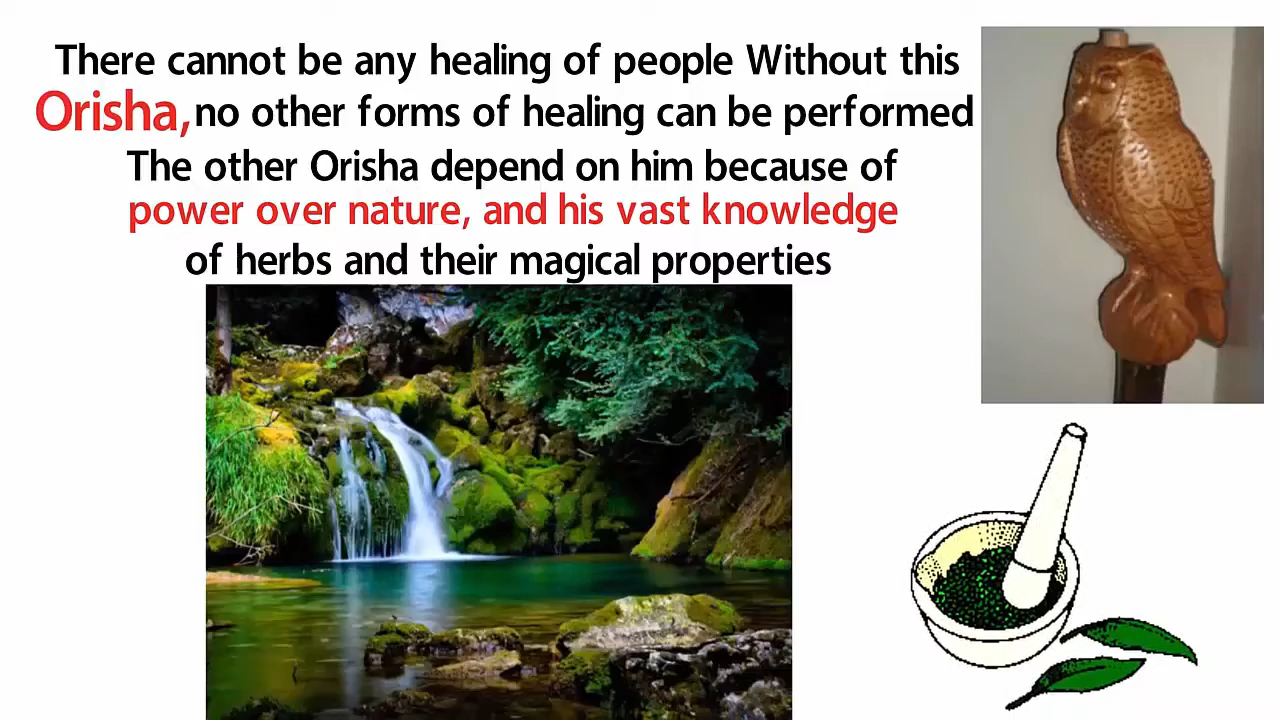 There cannot be any healing of people Without this
Orisha, no other forms of healing can be performed
The other Orisha depend on him because of
power over nature, and his vast knowledge
of herbs and their magical properties